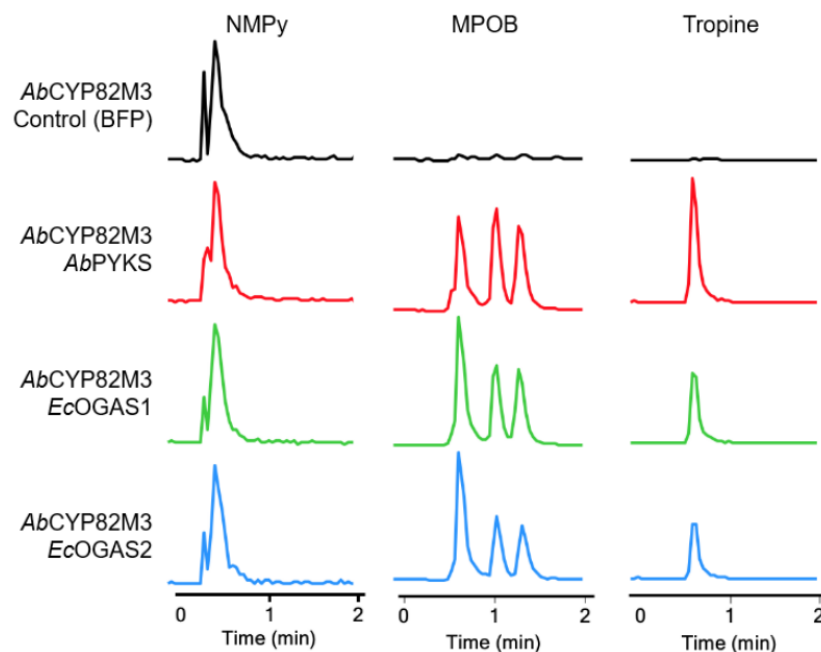 NMPy MPOB Tropine
AbCYP82M3
Control (BFP)
AbCYP82M3
AbPYKS
AbCYP82M3
EcOGAS1
AbCYP82M3
EcOGAS2
0 1 2 0 1 2 0 1 2
Time (min) Time (min) Time (min)